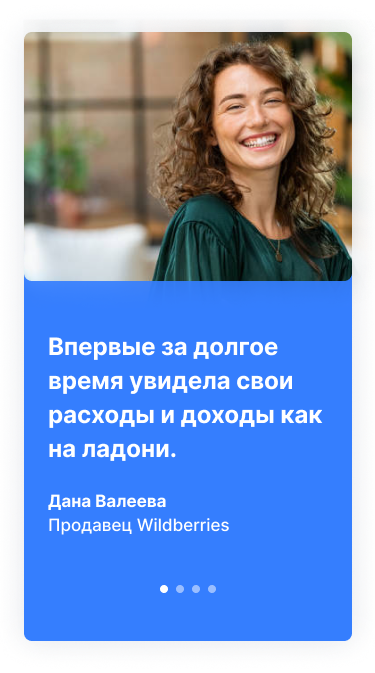 Впервые за долгое
время увидела свои
расходы и доходы как
на ладони.
Дана Валеева
Продавец Wildberries